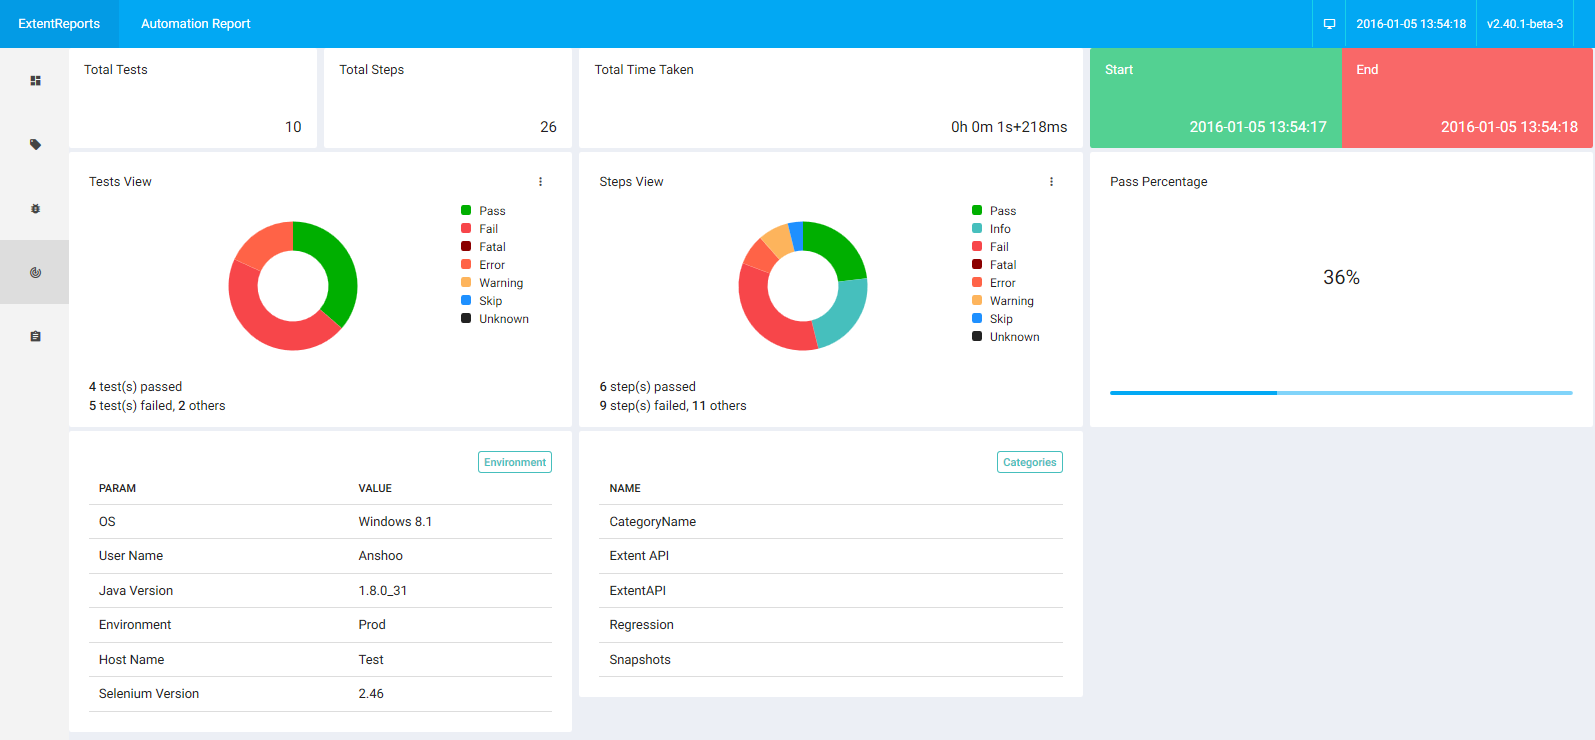 ExtentReports Automation Report 2016-01-05 13:54:18 v2.40.1-beta-3
Total Tests
10
Total Steps
26
Total Time Taken
0h 0m 1s+218ms
Start
2016-01-05 13:54:17
End
2016-01-05 13:54:18
Tests View
Pass
Fail
Fatal
Error
Warning
Skip
Unknown
4 test(s) passed
5 test(s) failed, 2 others
Steps View
Pass
Info
Fail
Fatal
Error
Warning
Skip
Unknown
6 step(s) passed
9 step(s) failed, 11 others
Pass Percentage
36%
Environment
PARAM VALUE
OS Windows 8.1
User Name Anshoo
Java Version 1.8.0_31
Environment Prod
Host Name Test
Selenium Version 2.46
Categories
NAME
CategoryName
Extent API
ExtentAPI
Regression
Snapshots